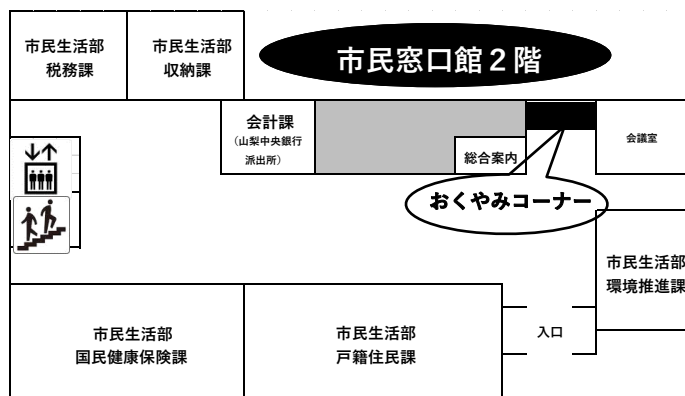 市民生活部
税務課
市民生活部
収納課
市民窓口館２階
会計課
（山梨中央銀行
派出所）
総合案内
会議室
おくやみコーナー
市民生活部
環境推進課
市民生活部
国民健康保険課
市民生活部
戸籍住民課
入口